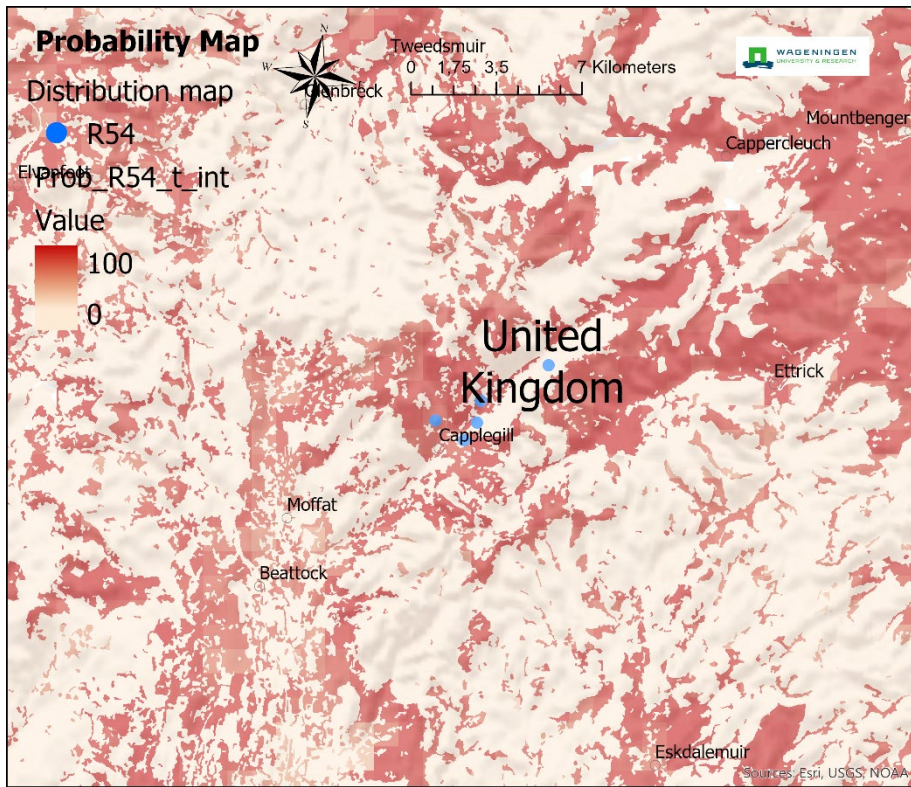 Probability Map
Distribution map
R54
Prob_R54_t_int
Value
100
0
N
W
S
Tweedsmuir
0 1,75 3,5 7 Kilometers
Glenbreck
WAGENINGEN
UNIVERSITY & RESEARCH
Mountbenger
Cappercleuch
Elvanfoot
United
Kingdom
Ettrick
Capplegill
Moffat
Beattock
Eskdalemuir
Sources: Esri, USGS, NOAA